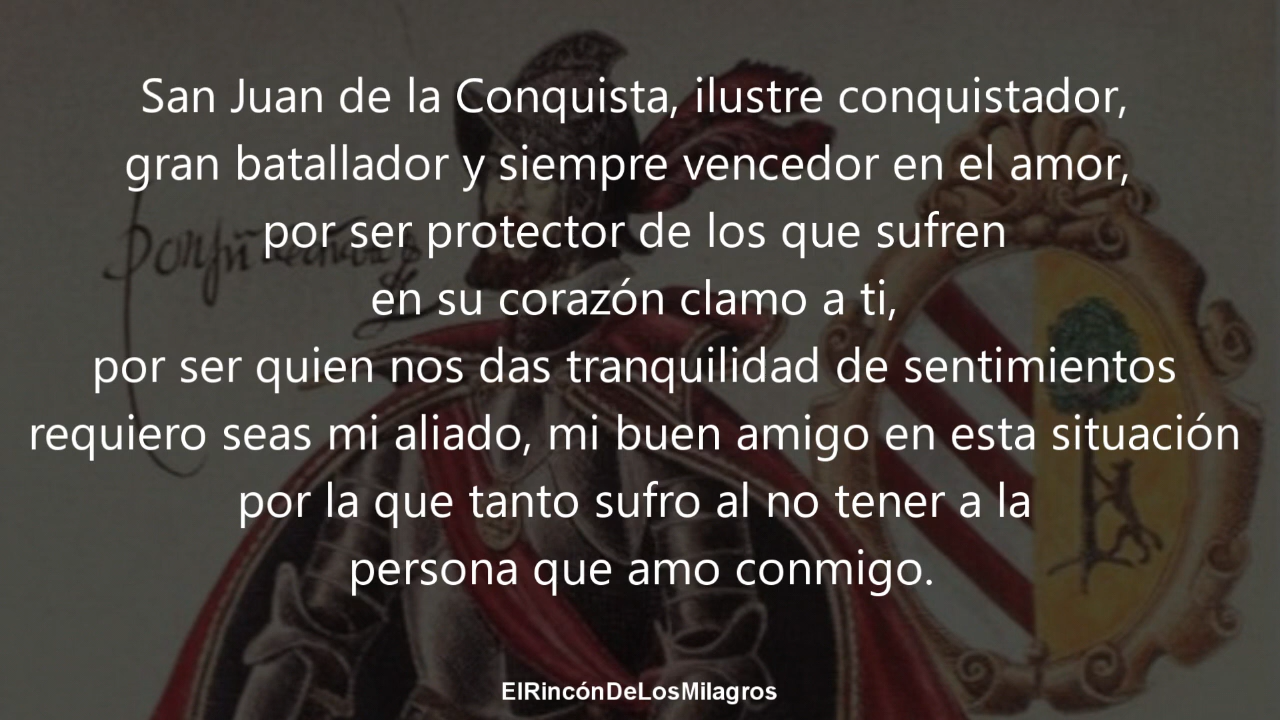 San Juan de la Conquista, ilustre conquistador,
gran batallador y siempre vencedor en el amor,
por ser protector de los que sufren
en su corazón clamo a ti,
por ser quien nos das tranquilidad de sentimientos
requiero seas mi aliado, mi buen amigo en esta situación
por la que tanto sufro al no tener a la
persona que amo conmigo.
ElRincónDeLosMilagros